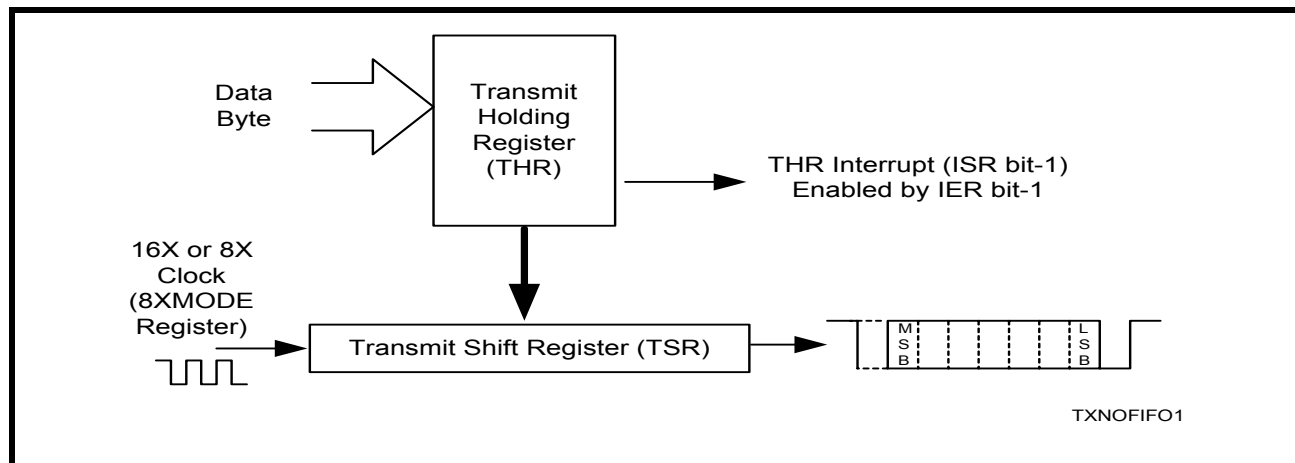 Data
Byte
Transmit
Holding
Register
(THR)
THR Interrupt (ISR bit-1)
Enabled by IER bit-1
16X or 8X
Clock
(8XMODE
Register)
Transmit Shift Register (TSR)
M
S
B
L
S
B
TXNOFIFO1